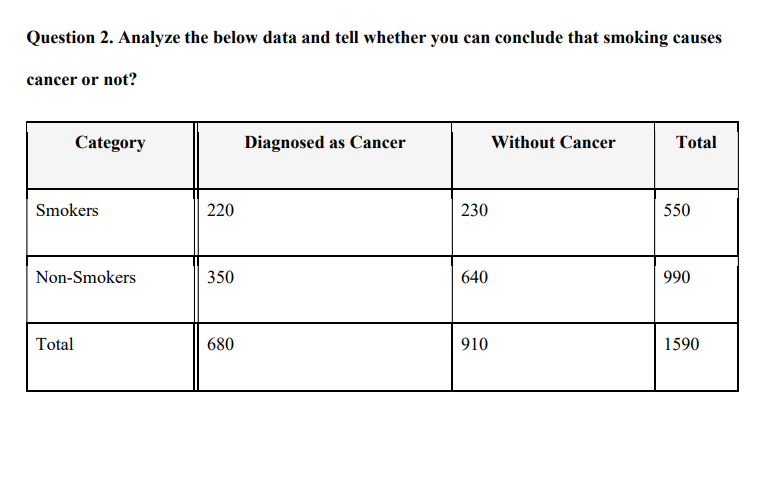 Question 2. Analyze the below data and tell whether you can conclude that smoking causes
cancer or not?
Category Diagnosed as Cancer Without Cancer Total
Smokers 220 230 550
Non-Smokers 350 640 990
Total 680 910 1590